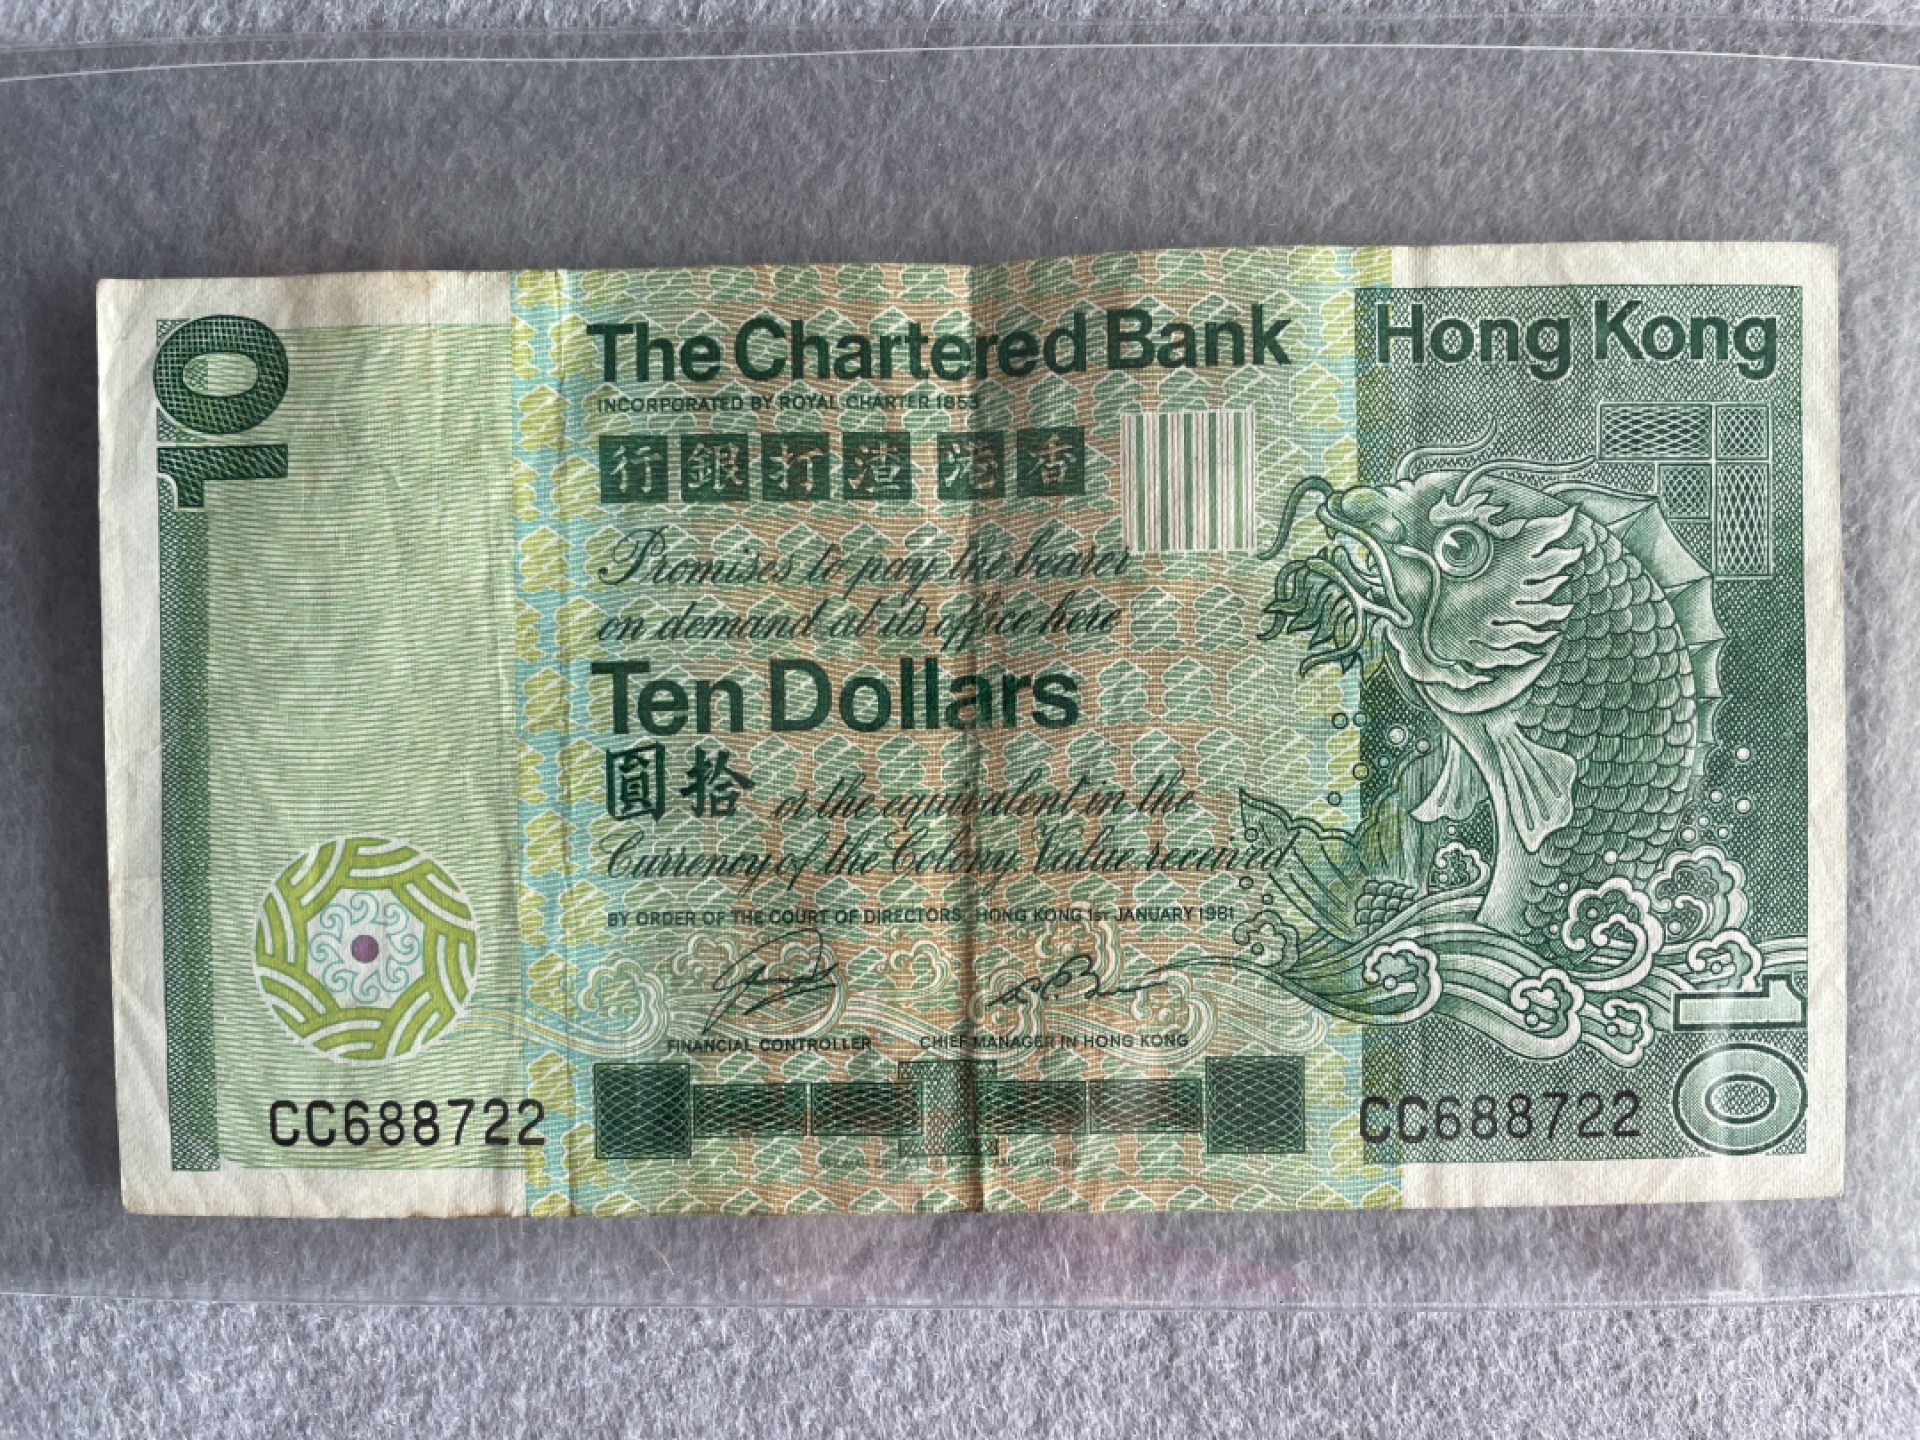 10
The Chartered Bank
Hong Kong
INCORPORATED BY ROYAL CHARTER 1853
行銀打渣 港香
Promises to pay the bearer
on demand at its office here
Ten Dollars
圓拾 or the equivalent in the
Currency of the Colony. Value received
BY ORDER OF THE COURT OF DIRECTORS, HONG KONG 1ST JANUARY 1981
FINANCIAL CONTROLLER
CHIEF MANAGER IN HONG KONG
CC688722
CC688722
10